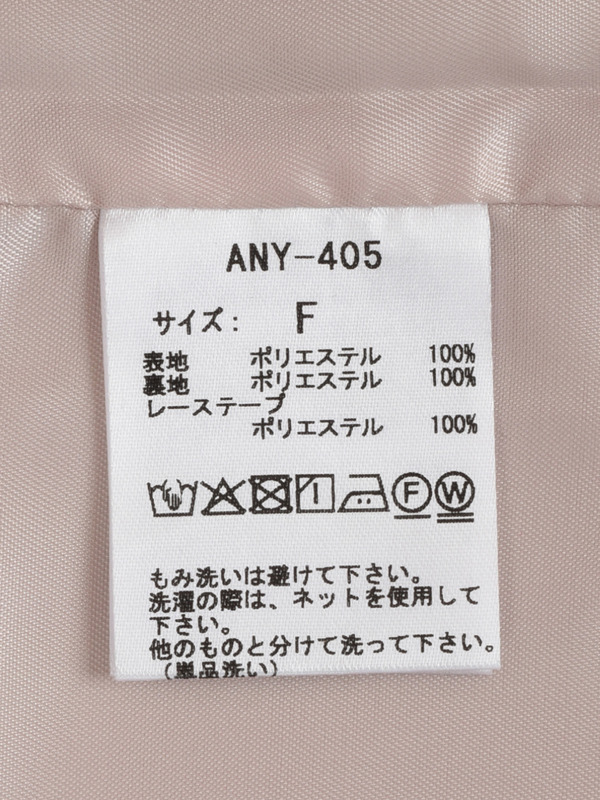 ANY-405
サイズ: F
表地 ポリエステル 100%
裏地 ポリエステル 100%
レーステープ
ポリエステル 100%
F W
もみ洗いは避けて下さい。
洗濯の際は、ネットを使用して
下さい。
他のものと分けて洗って下さい。
(単品洗い)